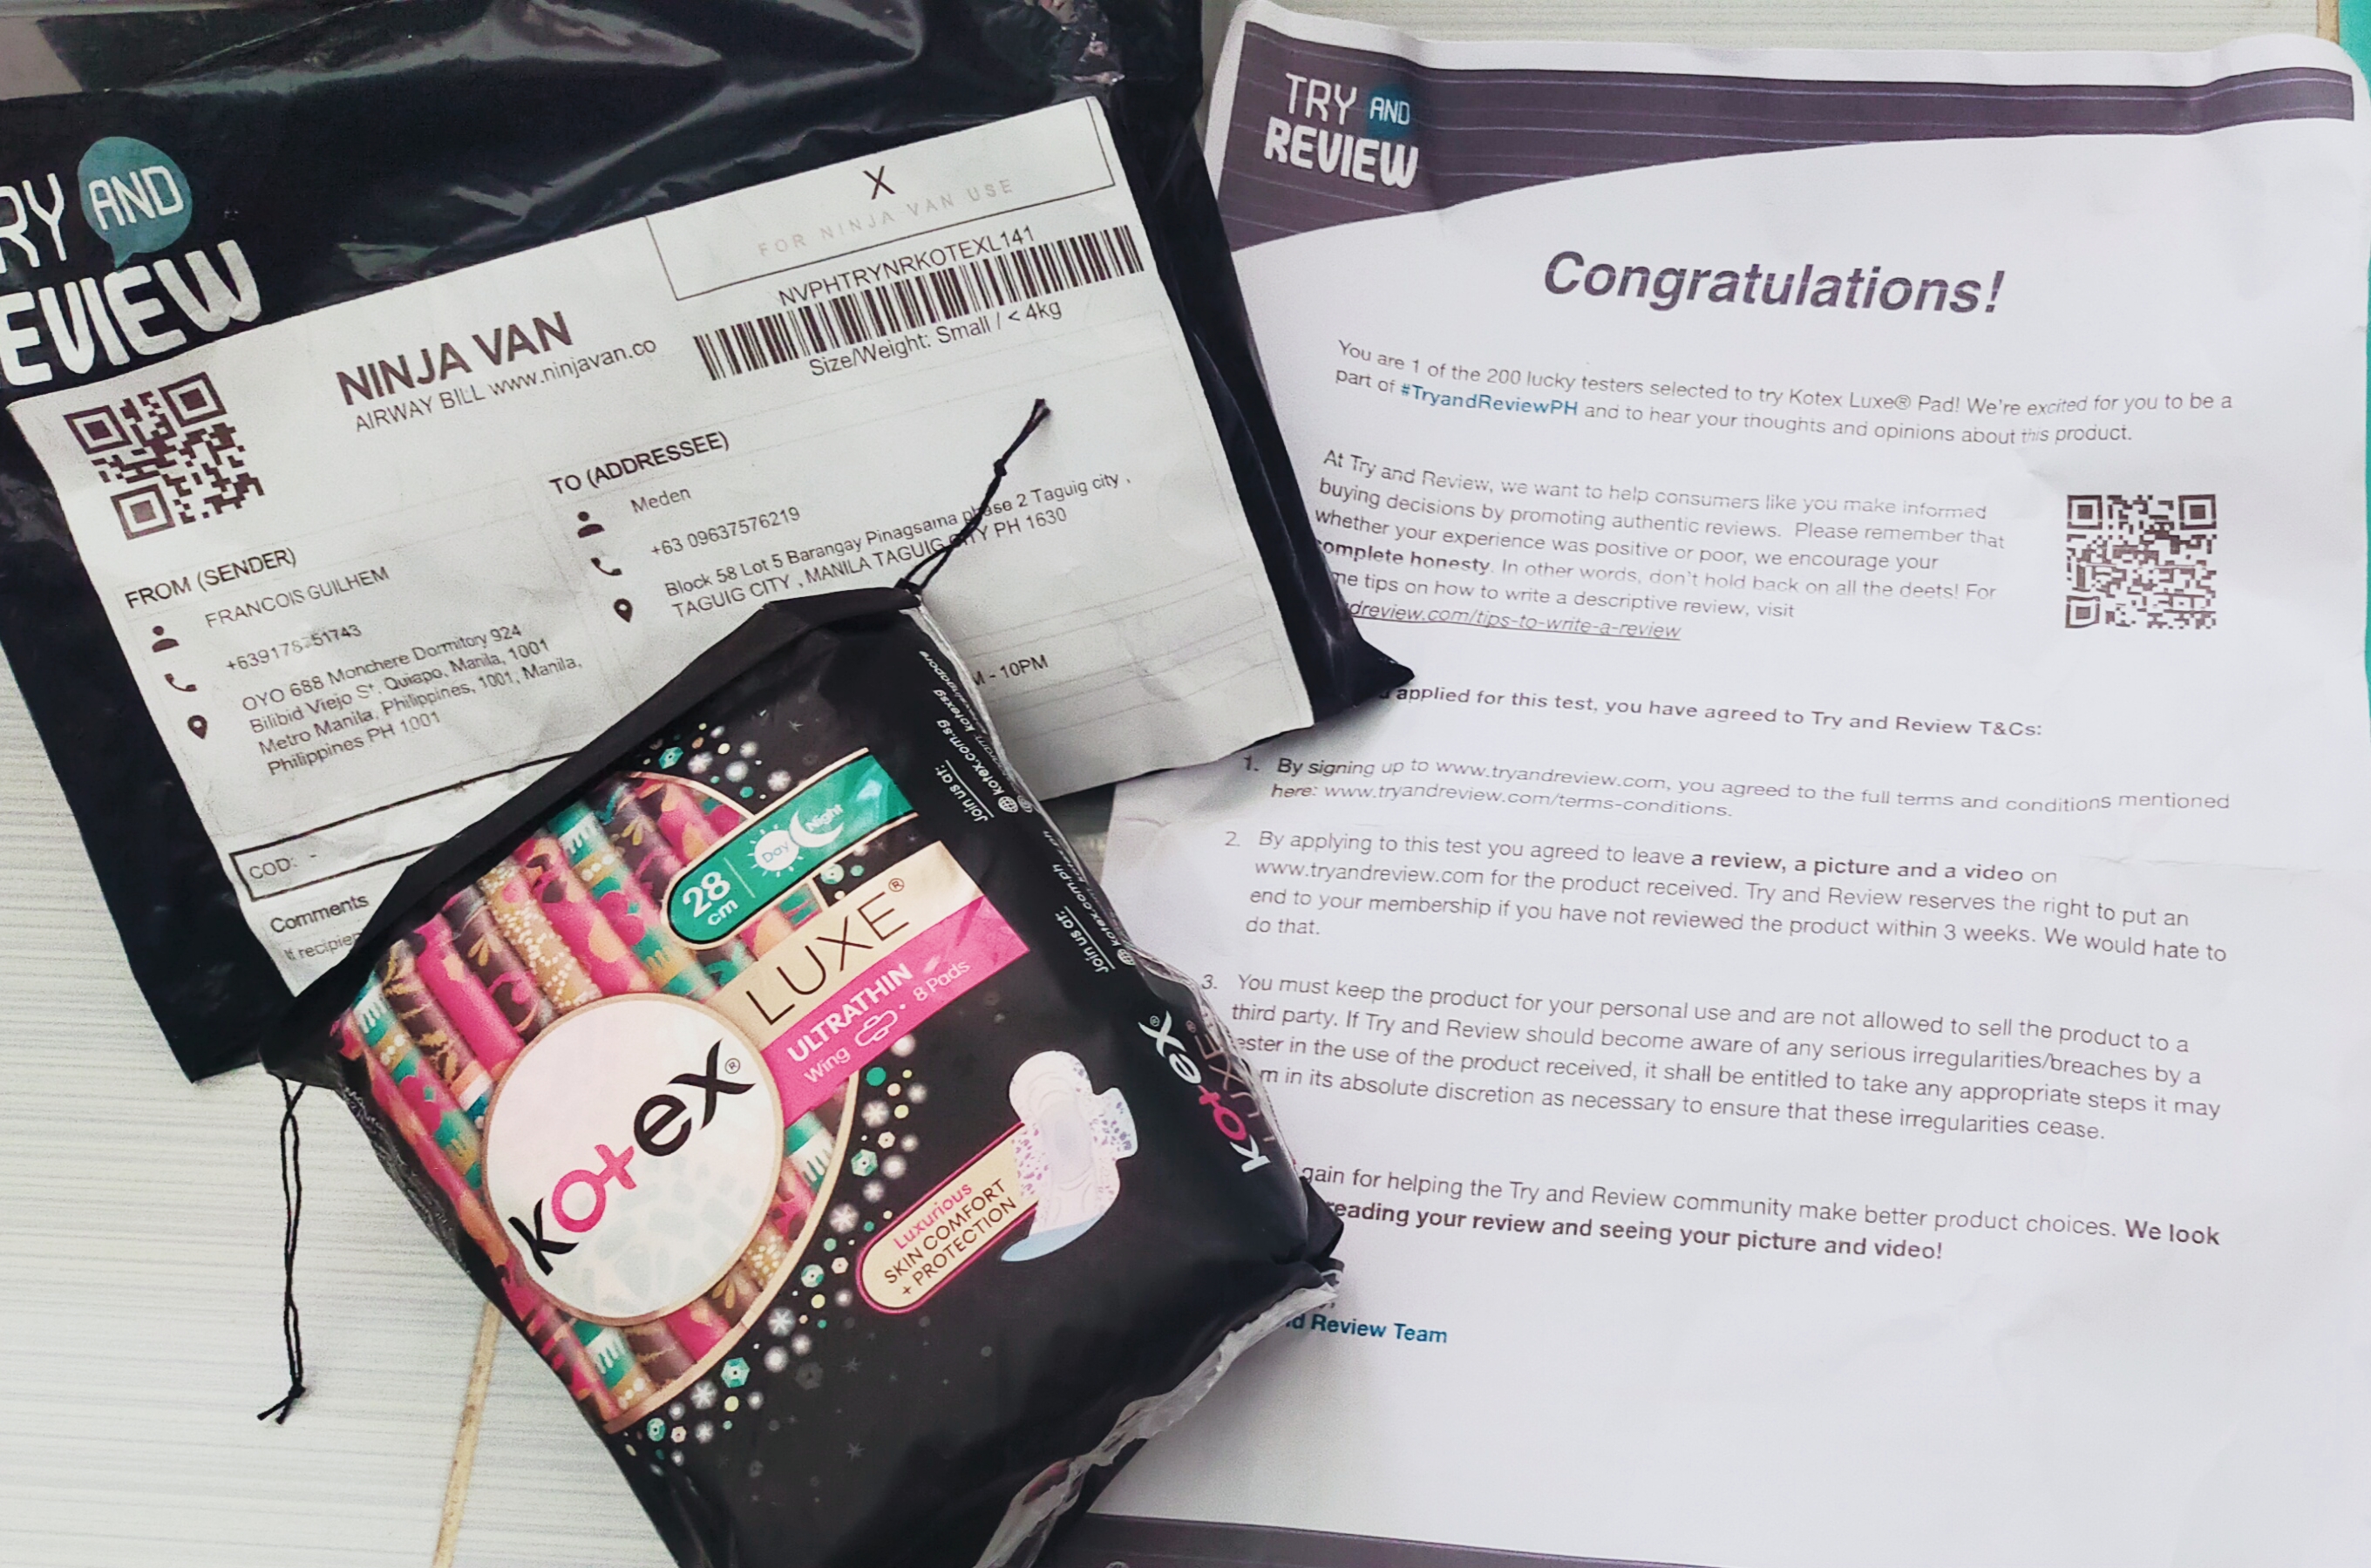 TRY AND
REVIEW
RY AND
EVIEW
NINJA VAN
AIRWAY BILL www.ninjavan.co
X
FOR NINJA VAN USE
NVPHTRYNRKOTEXL141
Size/Weight: Small / < 4kg
FROM (SENDER)
FRANCOIS GUILHEM
OYO 688 Monchere Dormitory 924
Bilibid Viejo St. Quiapo, Manila, 1001
Metro Manila, Philippines, 1001, Manila,
Philippines PH 1001
TO (ADDRESSEE)
Meden
+63 09637576219
Block 58 Lot 5 Barangay Pinagsama phase 2 Taguig city ,
TAGUIG CITY , MANILA TAGUIG CITY PH 1630
M - 10PM
COD: -
Comments
If recipien
28
cm
Day
Night
LUXE®
ULTRATHIN
Wing 8 Pads
kotex®
Luxurious
SKIN COMFORT
+ PROTECTION
Join us at:
kotex.com.sg
kotexsg
Join us at:
kotex.com.ph
kotex®
LUXE
Congratulations!
You are 1 of the 200 lucky testers selected to try Kotex Luxe® Pad! We're excited for you to be a
part of #TryandReviewPH and to hear your thoughts and opinions about this product.
At Try and Review, we want to help consumers like you make informed
buying decisions by promoting authentic reviews. Please remember that
whether your experience was positive or poor, we encourage your
omplete honesty. In other words, don't hold back on all the deets! For
me tips on how to write a descriptive review, visit
dreview.com/tips-to-write-a-review
applied for this test, you have agreed to Try and Review T&Cs:
1. By signing up to www.tryandreview.com, you agreed to the full terms and conditions mentioned
here: www.tryandreview.com/terms-conditions.
2. By applying to this test you agreed to leave a review, a picture and a video on
www.tryandreview.com for the product received. Try and Review reserves the right to put an
end to your membership if you have not reviewed the product within 3 weeks. We would hate to
do that.
3. You must keep the product for your personal use and are not allowed to sell the product to a
third party. If Try and Review should become aware of any serious irregularities/breaches by a
ester in the use of the product received, it shall be entitled to take any appropriate steps it may
m in its absolute discretion as necessary to ensure that these irregularities cease.
gain for helping the Try and Review community make better product choices. We look
reading your review and seeing your picture and video!
d Review Team